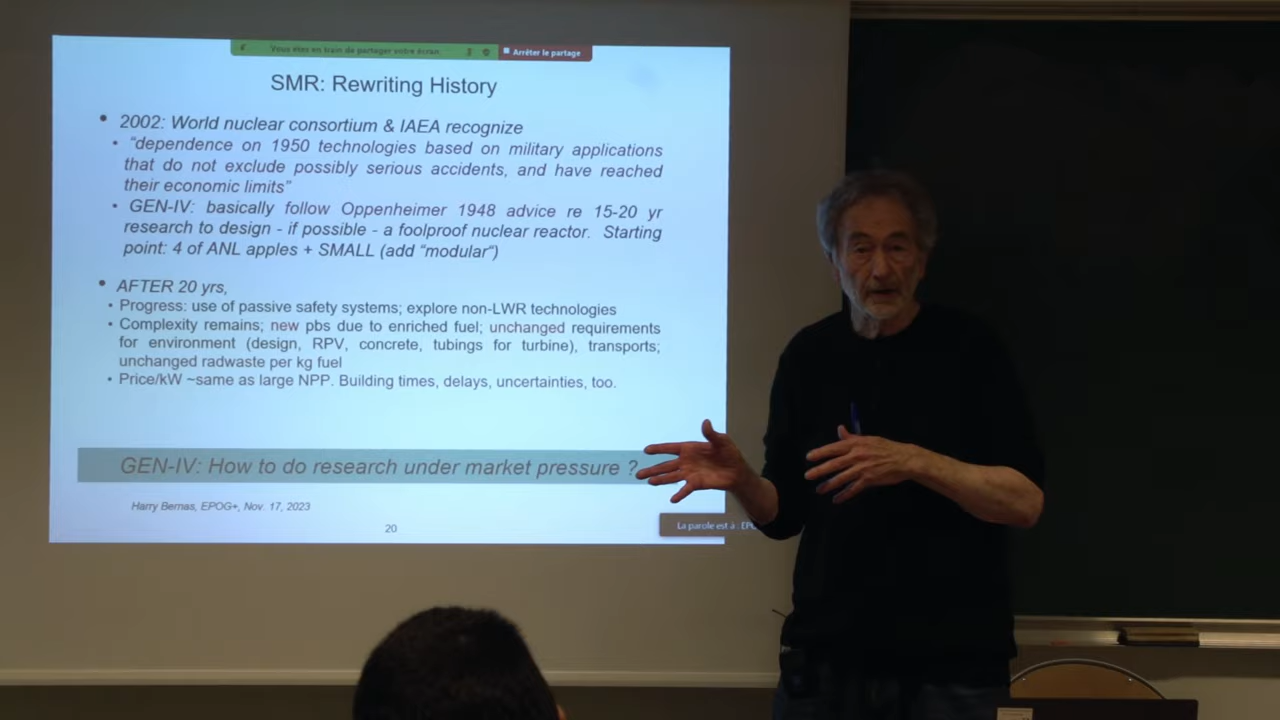 Vous êtes en train de partager votre écran
Arrêter le partage
SMR: Rewriting History
• 2002: World nuclear consortium & IAEA recognize
• “dependence on 1950 technologies based on military applications
that do not exclude possibly serious accidents, and have reached
their economic limits”
• GEN-IV: basically follow Oppenheimer 1948 advice re 15-20 yr
research to design - if possible - a foolproof nuclear reactor. Starting
point: 4 of ANL apples + SMALL (add “modular“)
• AFTER 20 yrs,
• Progress: use of passive safety systems; explore non-LWR technologies
• Complexity remains; new pbs due to enriched fuel; unchanged requirements
for environment (design, RPV, concrete, tubings for turbine), transports;
unchanged radwaste per kg fuel
• Price/kW ~same as large NPP. Building times, delays, uncertainties, too.
GEN-IV: How to do research under market pressure ?
Harry Bernas, EPOG+, Nov. 17, 2023
20
La parole est à :